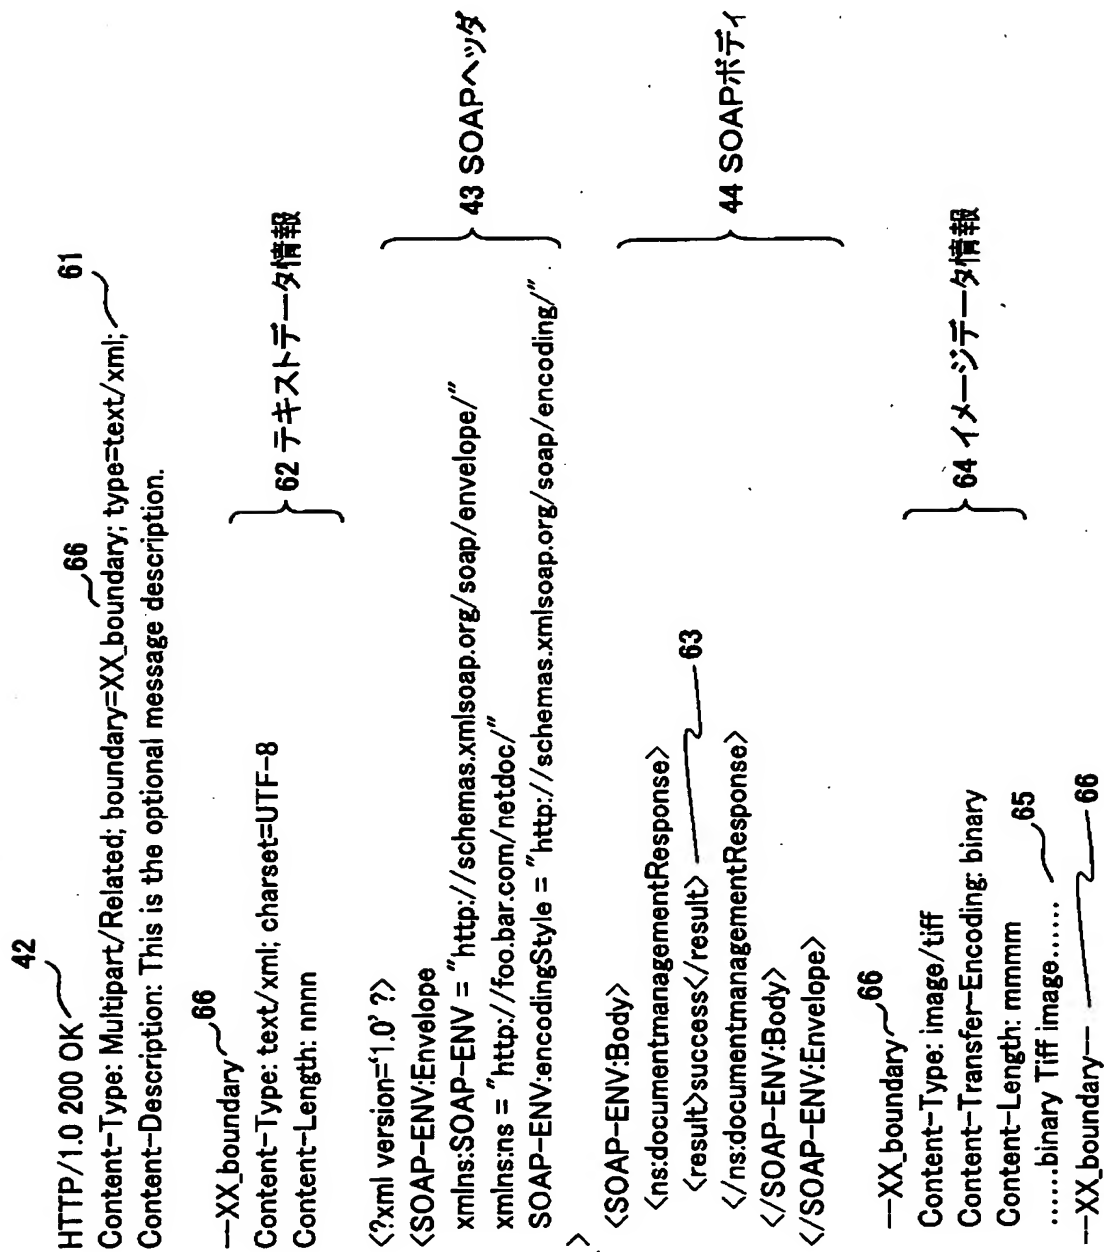 42
HTTP/1.0 200 OK
66
61
Content-Type: Multipart/Related; boundary=XX_boundary; type=text/xml;
Content-Description: This is the optional message description.
--XX_boundary 66
Content-Type: text/xml; charset=UTF-8
Content-Length: nnnn
62 テキストデータ情報
<?xml version='1.0' ?>
<SOAP-ENV:Envelope
xmlns:SOAP-ENV = "http://schemas.xmlsoap.org/soap/envelope/"
xmlns:ns = "http://foo.bar.com/netdoc/"
SOAP-ENV:encodingStyle = "http://schemas.xmlsoap.org/soap/encoding/"
>
43 SOAPヘッダ
<SOAP-ENV:Body>
<ns:documentmanagementResponse>
<result>success</result> 63
</ns:documentmanagementResponse>
</SOAP-ENV:Body>
</SOAP-ENV:Envelope>
44 SOAPボディ
--XX_boundary 66
Content-Type: image/tiff
Content-Transfer-Encoding: binary
Content-Length: mmmm
64 イメージデータ情報
.......binary Tiff image....... 65
--XX_boundary-- 66